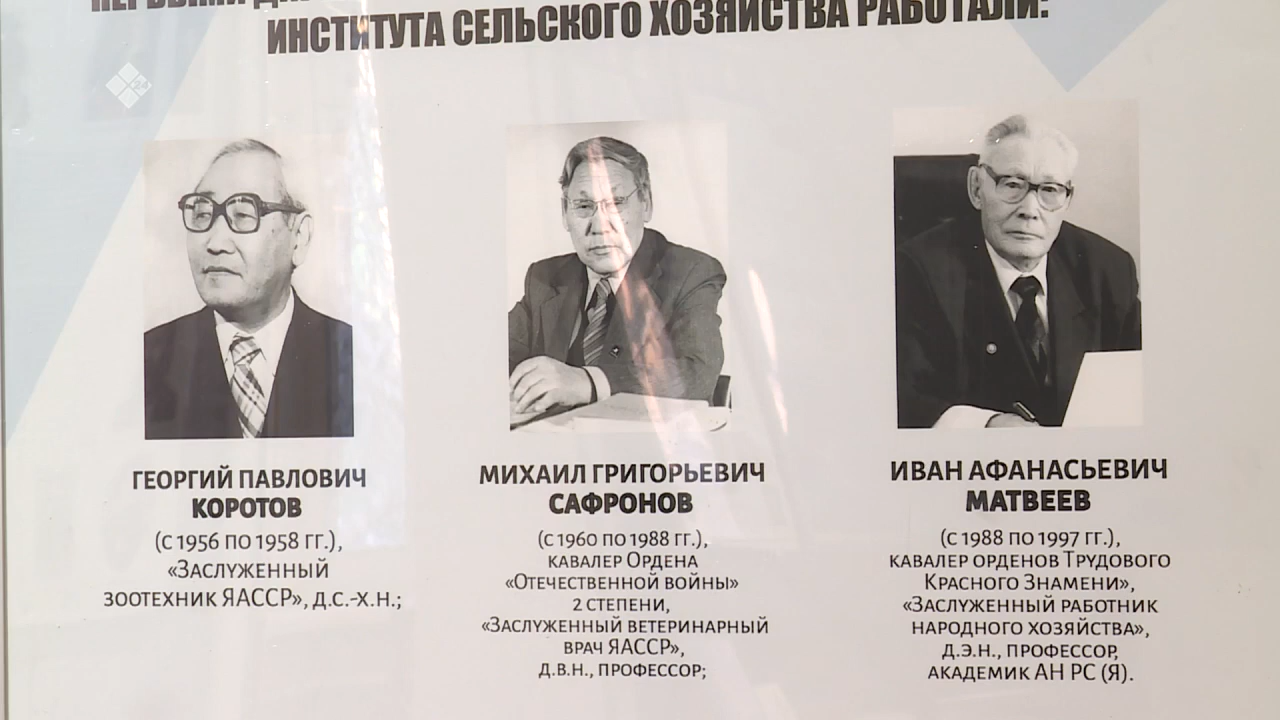 ИНСТИТУТА СЕЛЬСКОГО ХОЗЯЙСТВА РАБОТАЛИ:
24
ГЕОРГИЙ ПАВЛОВИЧ
КОРОТОВ
(С 1956 ПО 1958 ГГ.),
«ЗАСЛУЖЕННЫЙ
ЗООТЕХНИК ЯАССР», Д.С.-Х.Н.;
МИХАИЛ ГРИГОРЬЕВИЧ
САФРОНОВ
(С 1960 ПО 1988 ГГ.),
КАВАЛЕР ОРДЕНА
«ОТЕЧЕСТВЕННОЙ ВОЙНЫ»
2 СТЕПЕНИ,
«ЗАСЛУЖЕННЫЙ ВЕТЕРИНАРНЫЙ
ВРАЧ ЯАССР»,
Д.В.Н., ПРОФЕССОР;
ИВАН АФАНАСЬЕВИЧ
МАТВЕЕВ
(С 1988 ПО 1997 ГГ.),
КАВАЛЕР ОРДЕНОВ ТРУДОВОГО
КРАСНОГО ЗНАМЕНИ»,
«ЗАСЛУЖЕННЫЙ РАБОТНИК
НАРОДНОГО ХОЗЯЙСТВА»,
Д.Э.Н., ПРОФЕССОР,
АКАДЕМИК АН РС (Я).